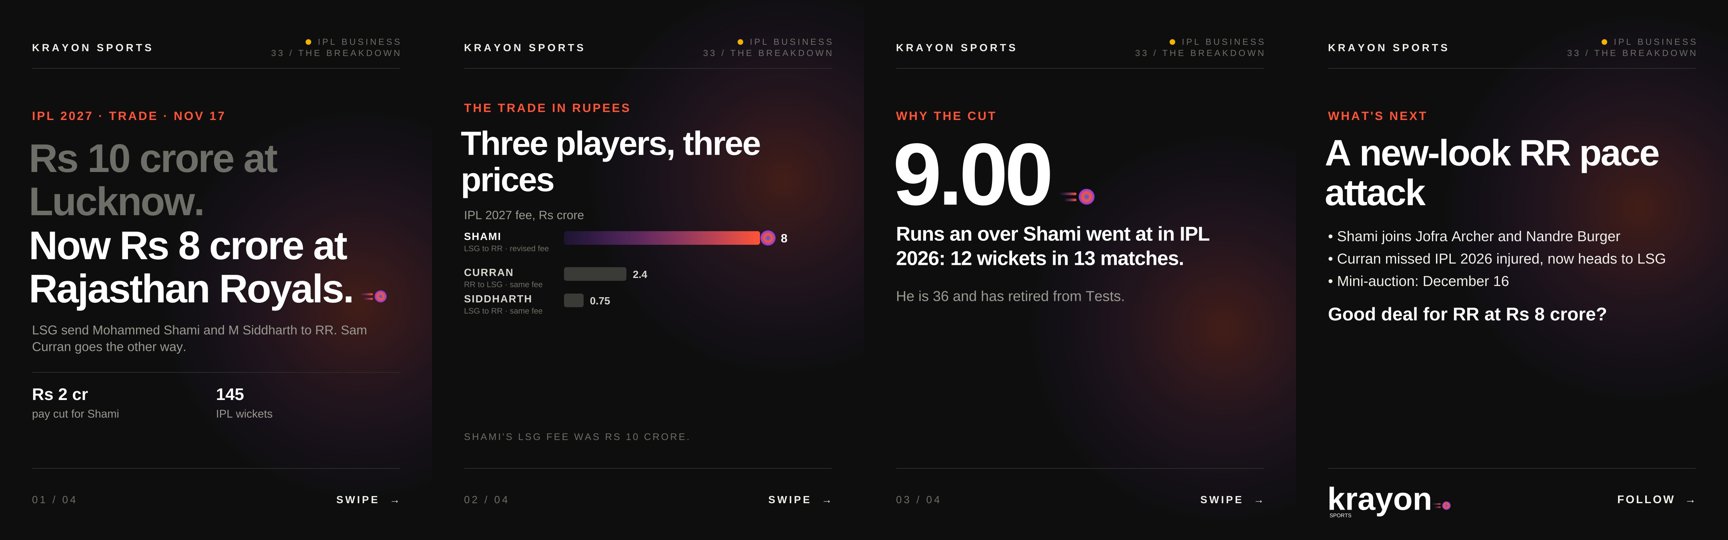 KRAYON SPORTS
IPL BUSINESS
33 / THE BREAKDOWN
IPL 2027 · TRADE · NOV 17
Rs 10 crore at
Lucknow.
Now Rs 8 crore at
Rajasthan Royals.
LSG send Mohammed Shami and M Siddharth to RR. Sam
Curran goes the other way.
Rs 2 cr
pay cut for Shami
145
IPL wickets
01 / 04
SWIPE →
KRAYON SPORTS
IPL BUSINESS
33 / THE BREAKDOWN
THE TRADE IN RUPEES
Three players, three
prices
IPL 2027 fee, Rs crore
SHAMI
LSG to RR · revised fee
8
CURRAN
RR to LSG · same fee
2.4
SIDDHARTH
LSG to RR · same fee
0.75
SHAMI'S LSG FEE WAS RS 10 CRORE.
02 / 04
SWIPE →
KRAYON SPORTS
IPL BUSINESS
33 / THE BREAKDOWN
WHY THE CUT
9.00
Runs an over Shami went at in IPL
2026: 12 wickets in 13 matches.
He is 36 and has retired from Tests.
03 / 04
SWIPE →
KRAYON SPORTS
IPL BUSINESS
33 / THE BREAKDOWN
WHAT'S NEXT
A new-look RR pace
attack
• Shami joins Jofra Archer and Nandre Burger
• Curran missed IPL 2026 injured, now heads to LSG
• Mini-auction: December 16
Good deal for RR at Rs 8 crore?
krayon
SPORTS
FOLLOW →